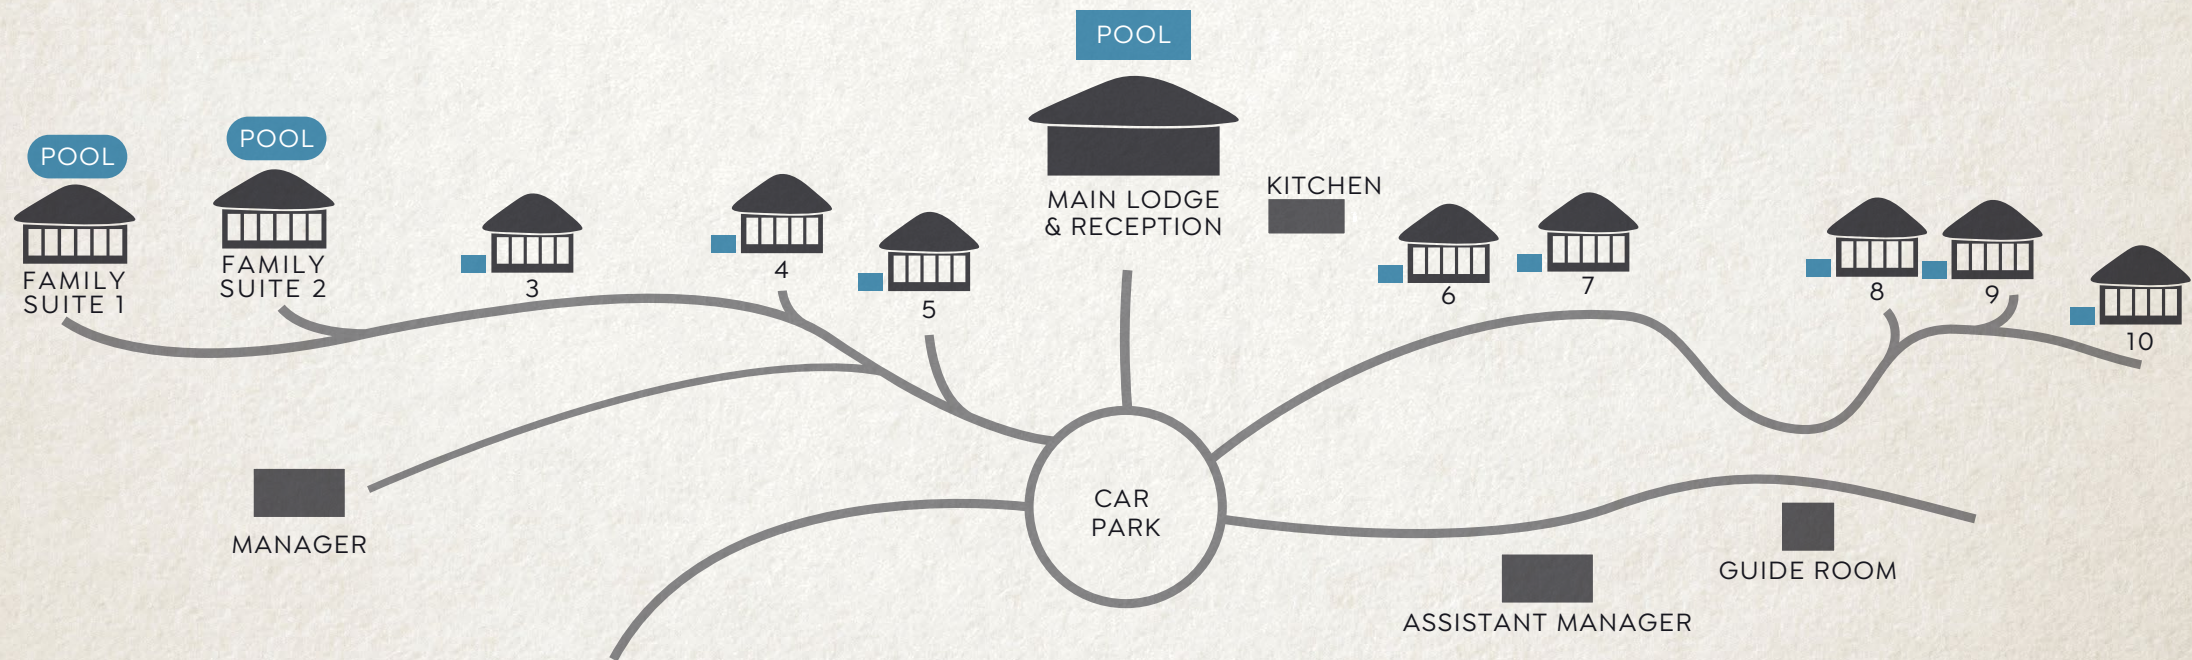 POOL
POOL
POOL
FAMILY
SUITE 1
FAMILY
SUITE 2
3
4
5
MAIN LODGE
& RECEPTION
KITCHEN
6
7
8
9
10
MANAGER
CAR
PARK
GUIDE ROOM
ASSISTANT MANAGER